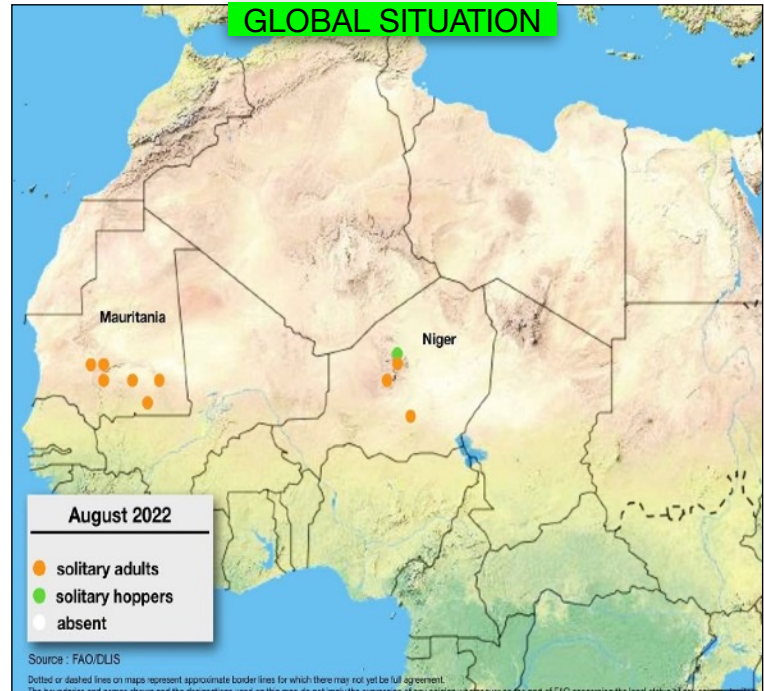 GLOBAL SITUATION
Mauritania
Niger
August 2022
solitary adults
solitary hoppers
absent
Source : FAO/DLIS
Dotted or dashed lines on maps represent approximate border lines for which there may not yet be full agreement.